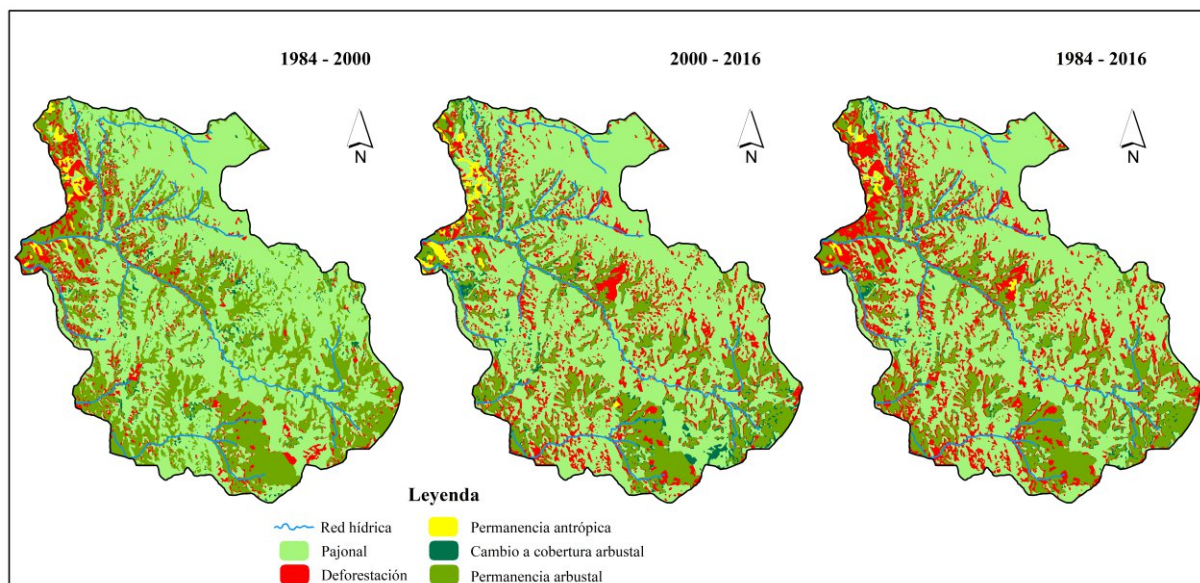 1984 - 2000
2000 - 2016
1984 - 2016
N
N
N
Leyenda
Red hídrica
Pajonal
Deforestación
Permanencia antrópica
Cambio a cobertura arbustal
Permanencia arbustal